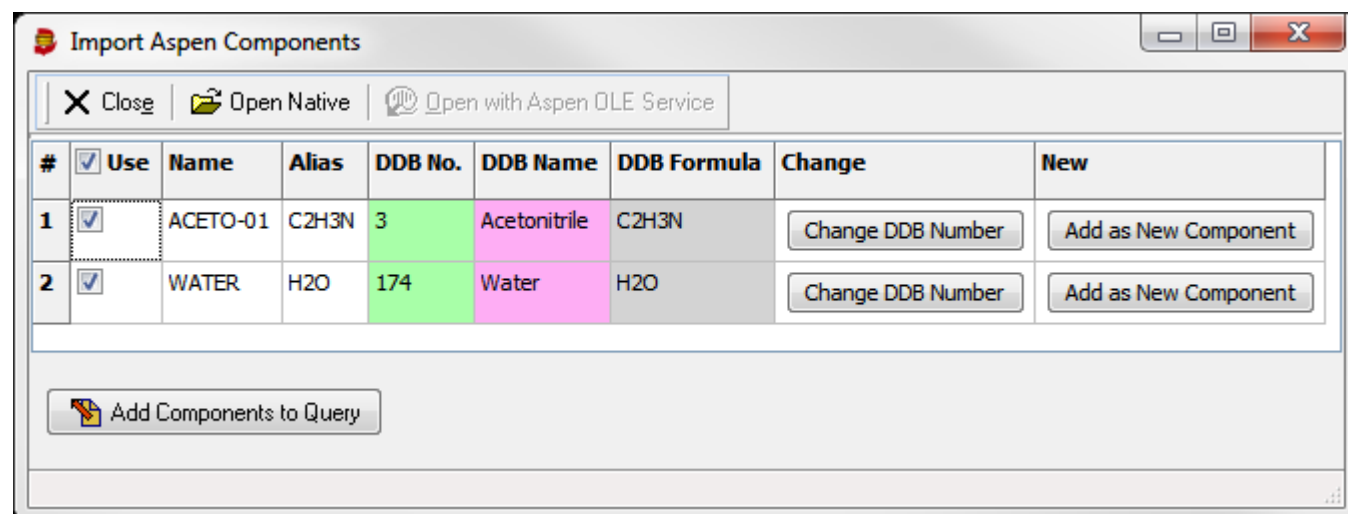 Import Aspen Components
Close Open Native Open with Aspen OLE Service
# Use Name Alias DDB No. DDB Name DDB Formula Change New
1 ACETO-01 C2H3N 3 Acetonitrile C2H3N Change DDB Number Add as New Component
2 WATER H2O 174 Water H2O Change DDB Number Add as New Component
Add Components to Query